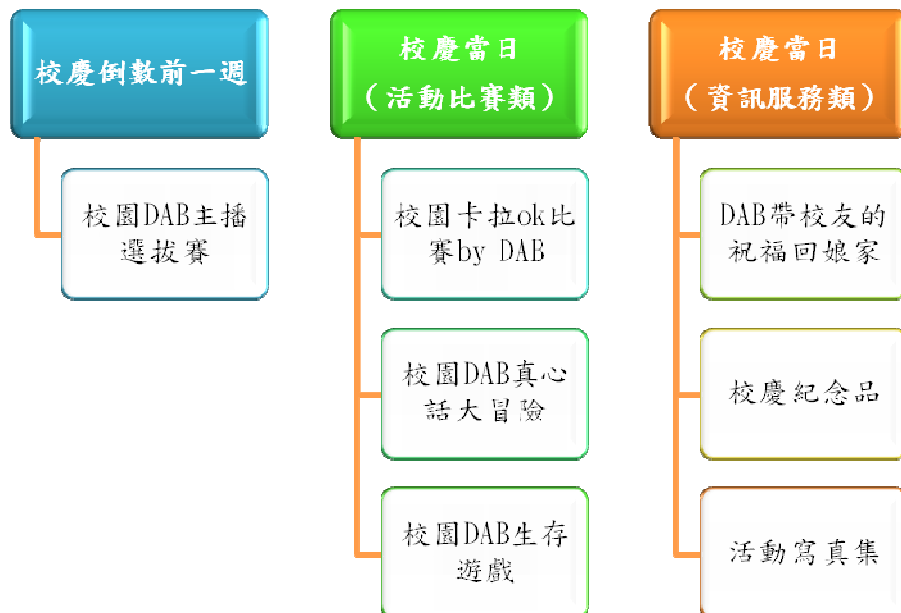 校慶倒數前一週
校園DAB主播
選拔賽
校慶當日
（活動比賽類）
校園卡拉ok比
賽by DAB
校園DAB真心
話大冒險
校園DAB生存
遊戲
校慶當日
（資訊服務類）
DAB帶校友的
祝福回娘家
校慶紀念品
活動寫真集